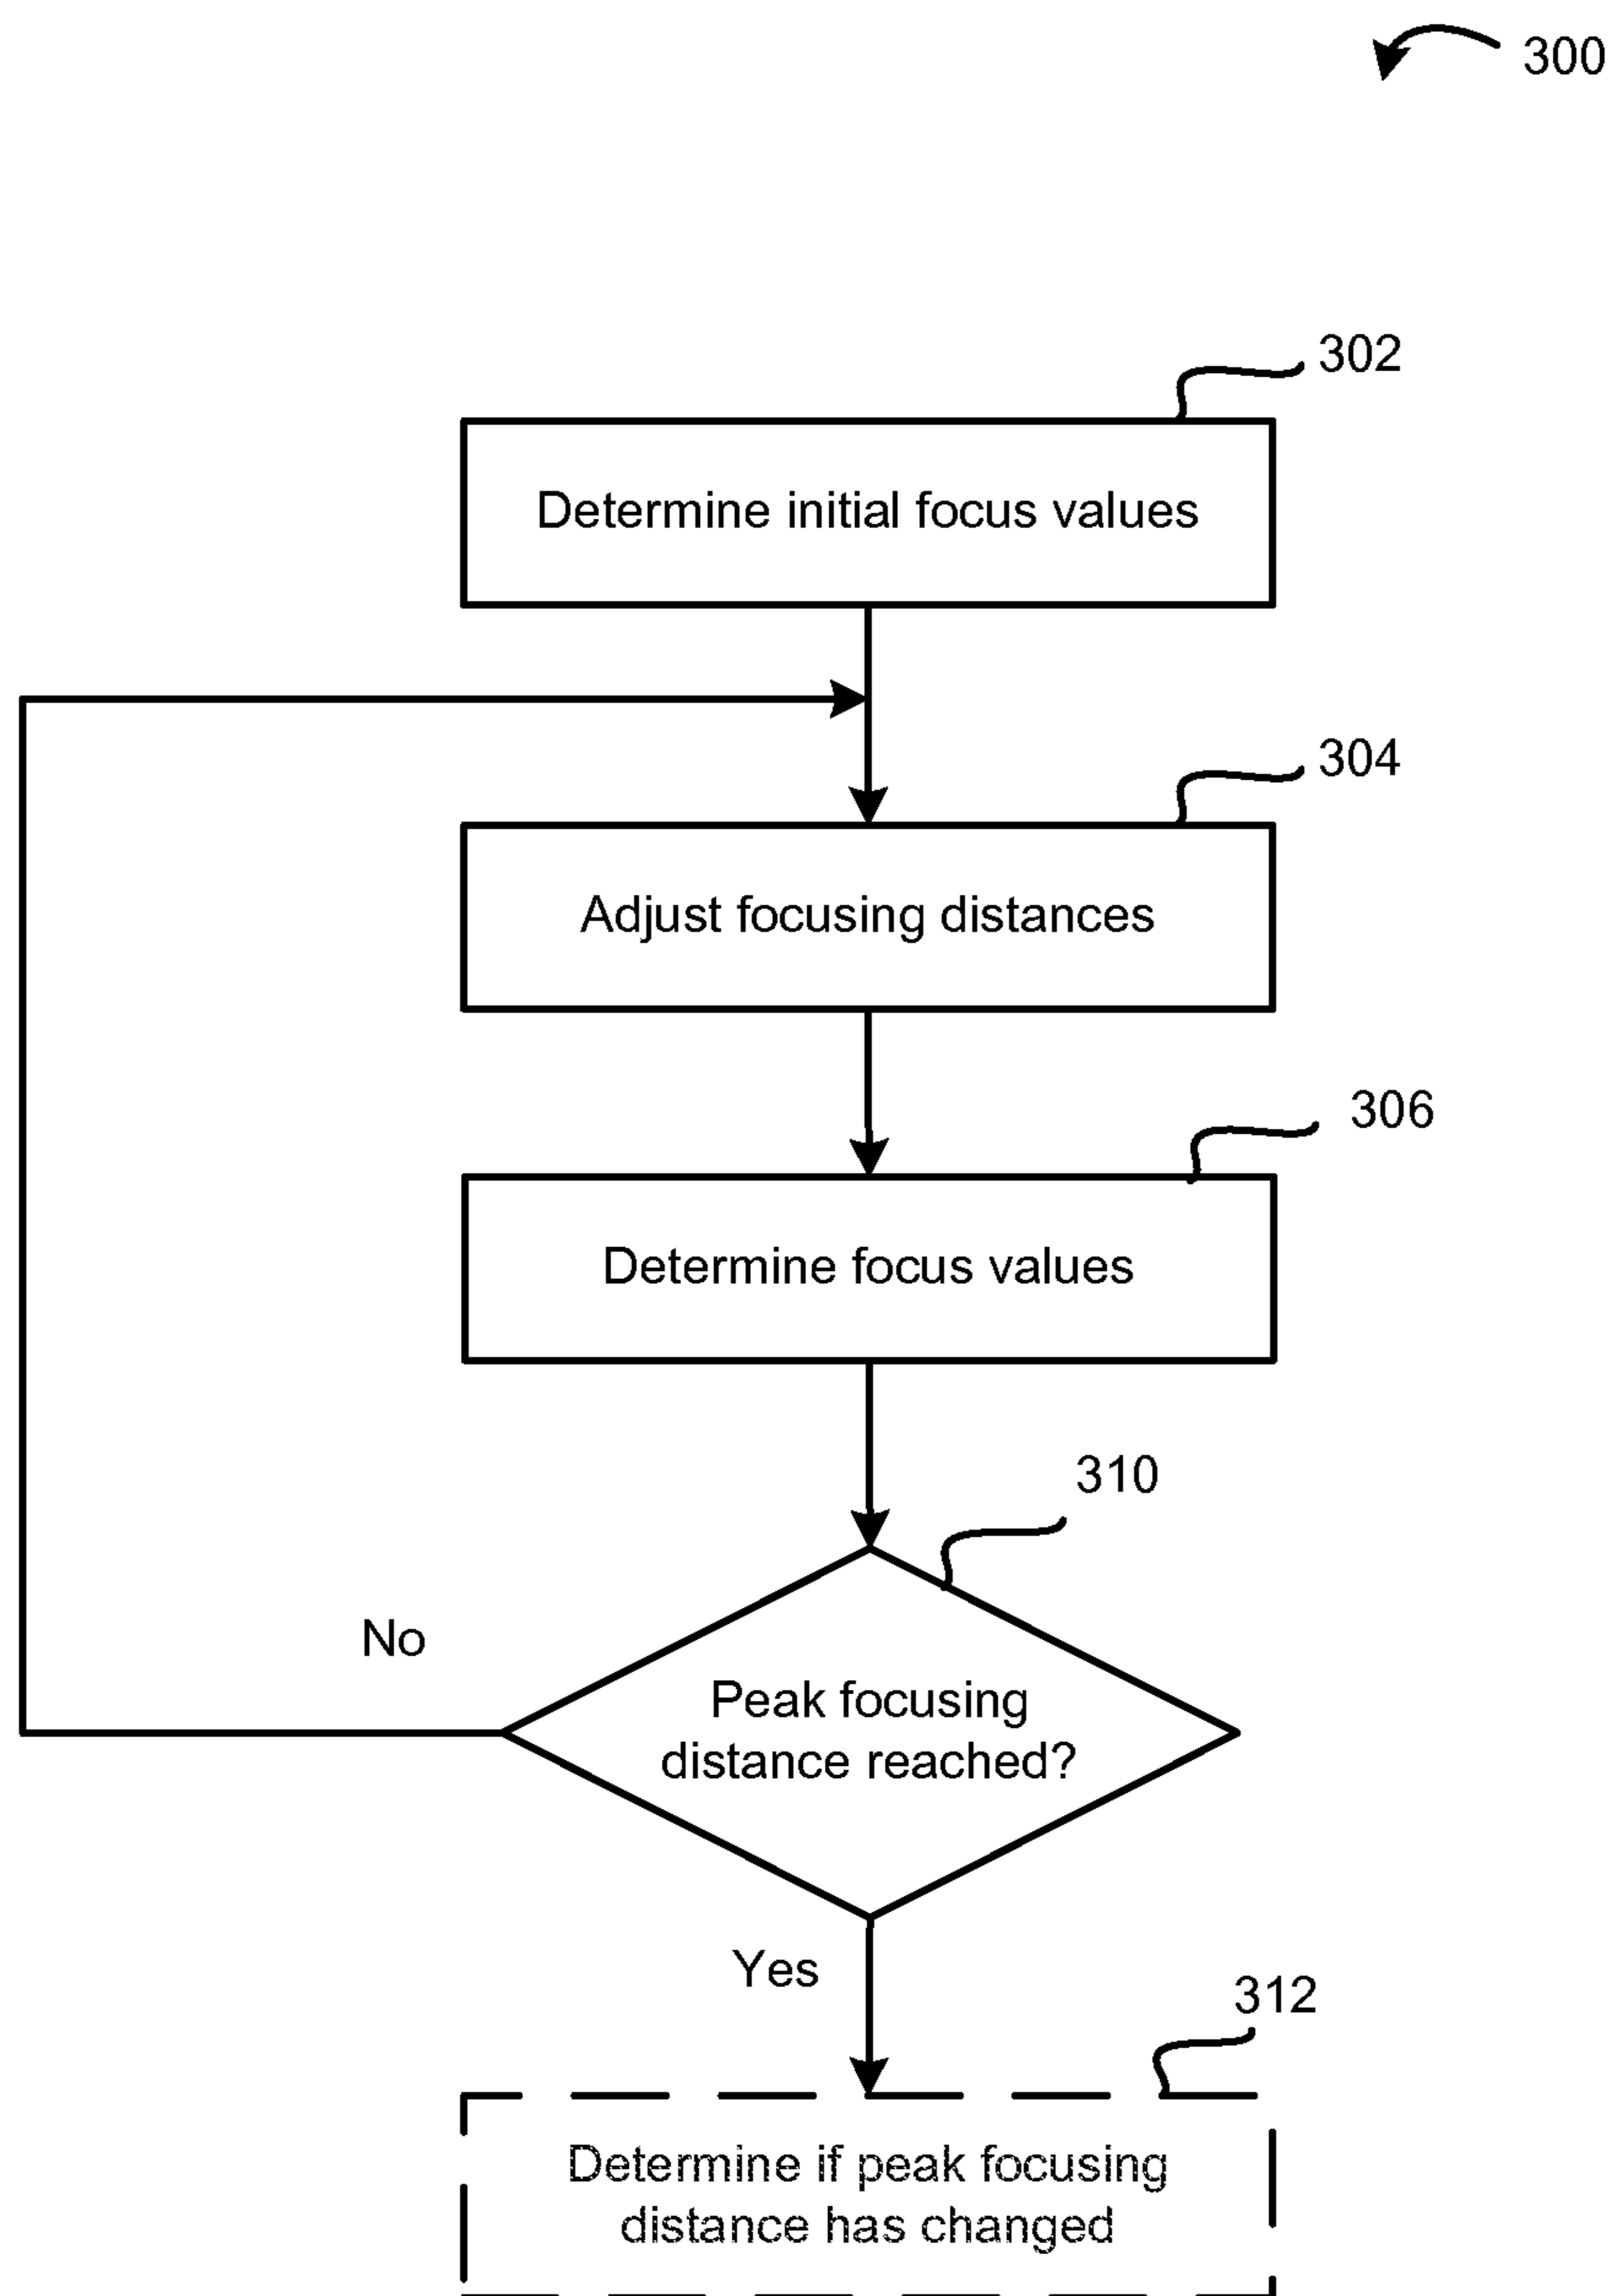 300
302
Determine initial focus values
304
Adjust focusing distances
306
Determine focus values
310
No
Peak focusing
distance reached?
Yes
312
Determine if peak focusing
distance has changed